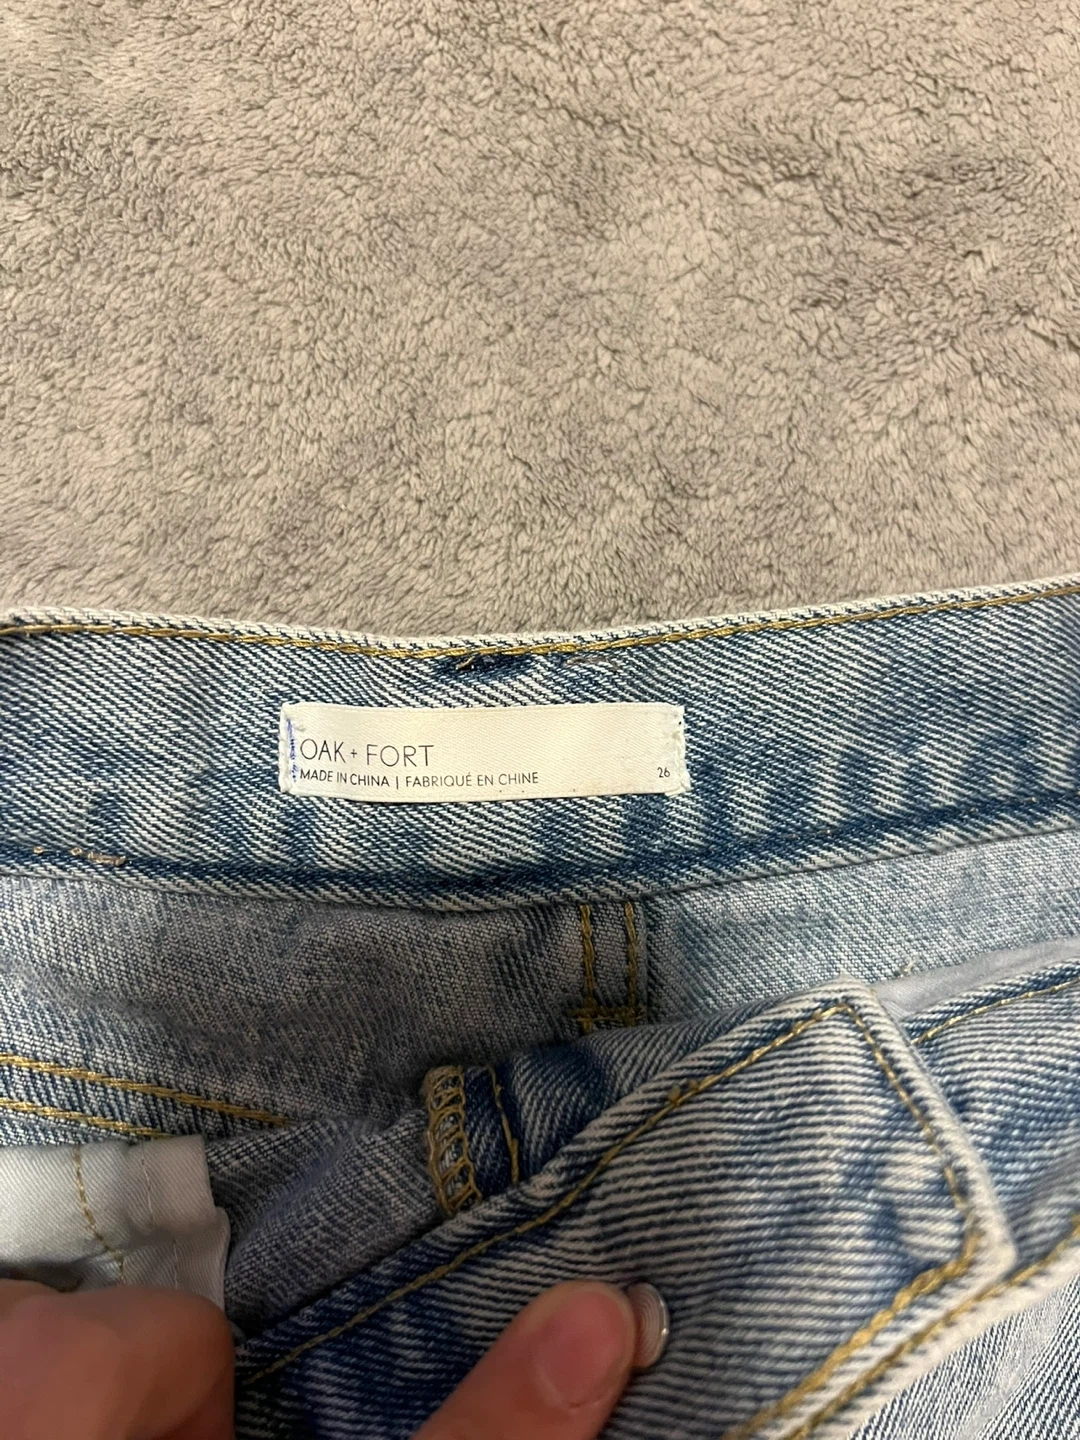 OAK + FORT
MADE IN CHINA | FABRIQUÉ EN CHINE
26